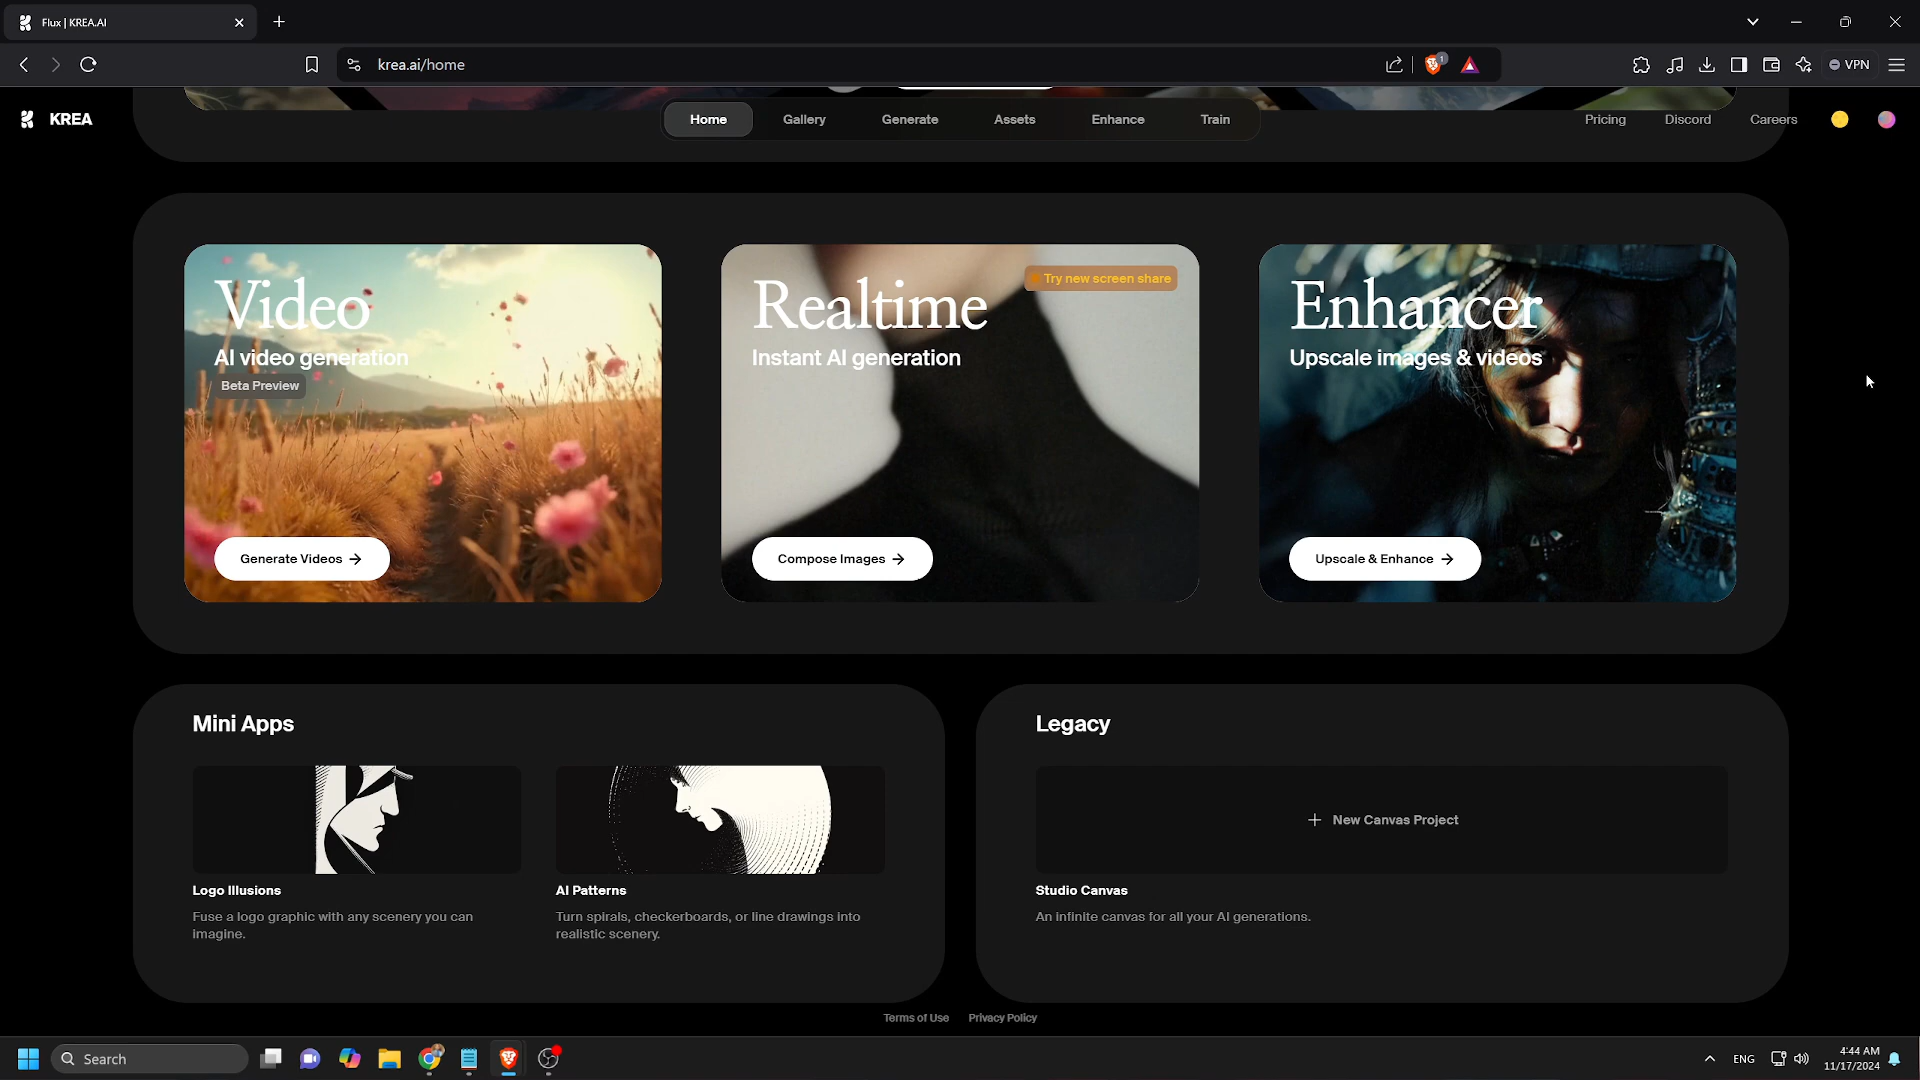 Flux | KREA.AI
krea.ai/home
1
VPN
KREA
Home
Gallery
Generate
Assets
Enhance
Train
Pricing
Discord
Careers
Video
AI video generation
Beta Preview
Generate Videos →
Try new screen share
Realtime
Instant AI generation
Compose Images →
Enhancer
Upscale images & videos
Upscale & Enhance →
Mini Apps
Logo Illusions
Fuse a logo graphic with any scenery you can
imagine.
AI Patterns
Turn spirals, checkerboards, or line drawings into
realistic scenery.
Legacy
+ New Canvas Project
Studio Canvas
An infinite canvas for all your AI generations.
Terms of Use
Privacy Policy
Search
ENG
4:44 AM
11/17/2024